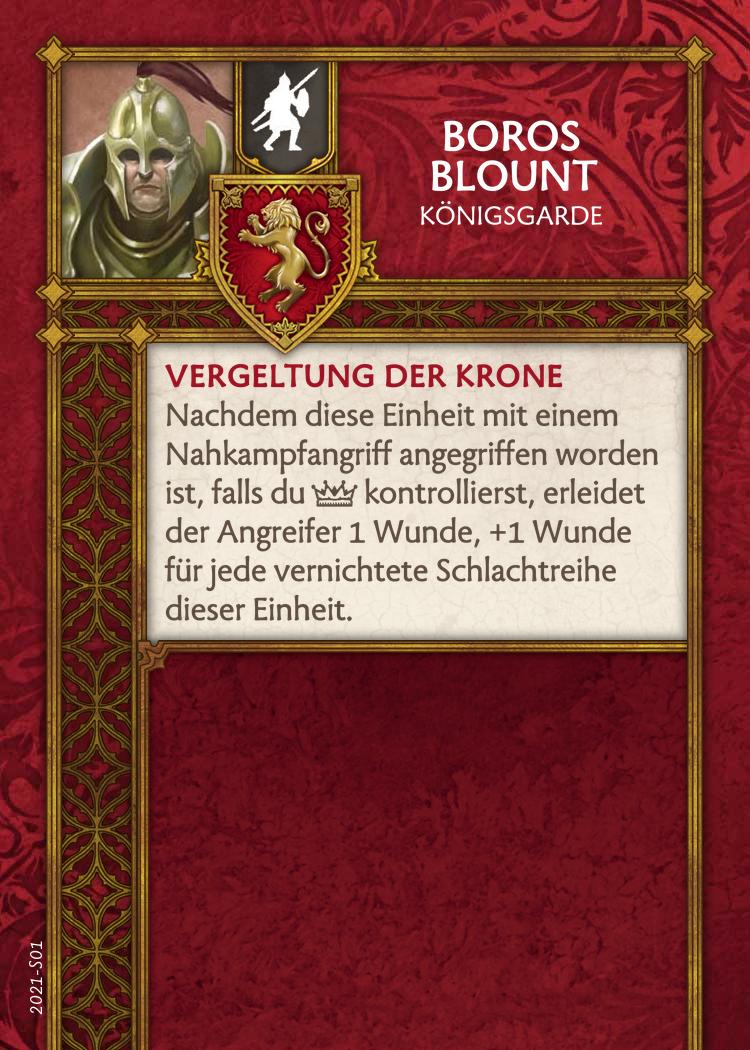 BOROS
BLOUNT
KÖNIGSGARDE
VERGELTUNG DER KRONE
Nachdem diese Einheit mit einem
Nahkampfangriff angegriffen worden
ist, falls du kontrollierst, erleidet
der Angreifer 1 Wunde, +1 Wunde
für jede vernichtete Schlachtreihe
dieser Einheit.
2021-S01